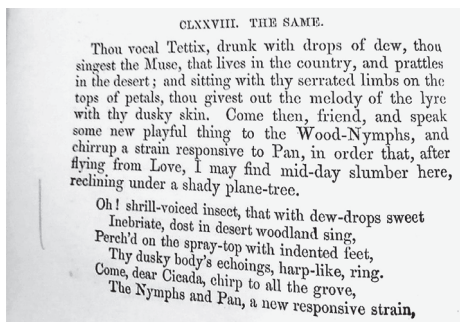 CLXXVIII. THE SAME.
Thou vocal Tettix, drunk with drops of dew, thou
singest the Muse, that lives in the country, and prattles
in the desert; and sitting with thy serrated limbs on the
tops of petals, thou givest out the melody of the lyre
with thy dusky skin. Come then, friend, and speak
some new playful thing to the Wood-Nymphs, and
chirrup a strain responsive to Pan, in order that, after
flying from Love, I may find mid-day slumber here,
reclining under a shady plane-tree.
Oh! shrill-voiced insect, that with dew-drops sweet
Inebriate, dost in desert woodland sing,
Perch'd on the spray-top with indented feet,
Thy dusky body's echoings, harp-like, ring.
Come, dear Cicada, chirp to all the grove,
The Nymphs and Pan, a new responsive strain,